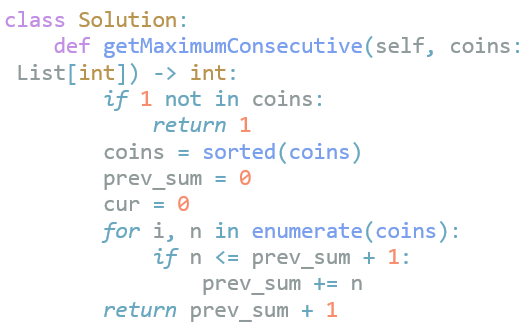 class Solution:
    def getMaximumConsecutive(self, coins:
 List[int]) -> int:
        if 1 not in coins:
            return 1
        coins = sorted(coins)
        prev_sum = 0
        cur = 0
        for i, n in enumerate(coins):
            if n <= prev_sum + 1:
                prev_sum += n
        return prev_sum + 1